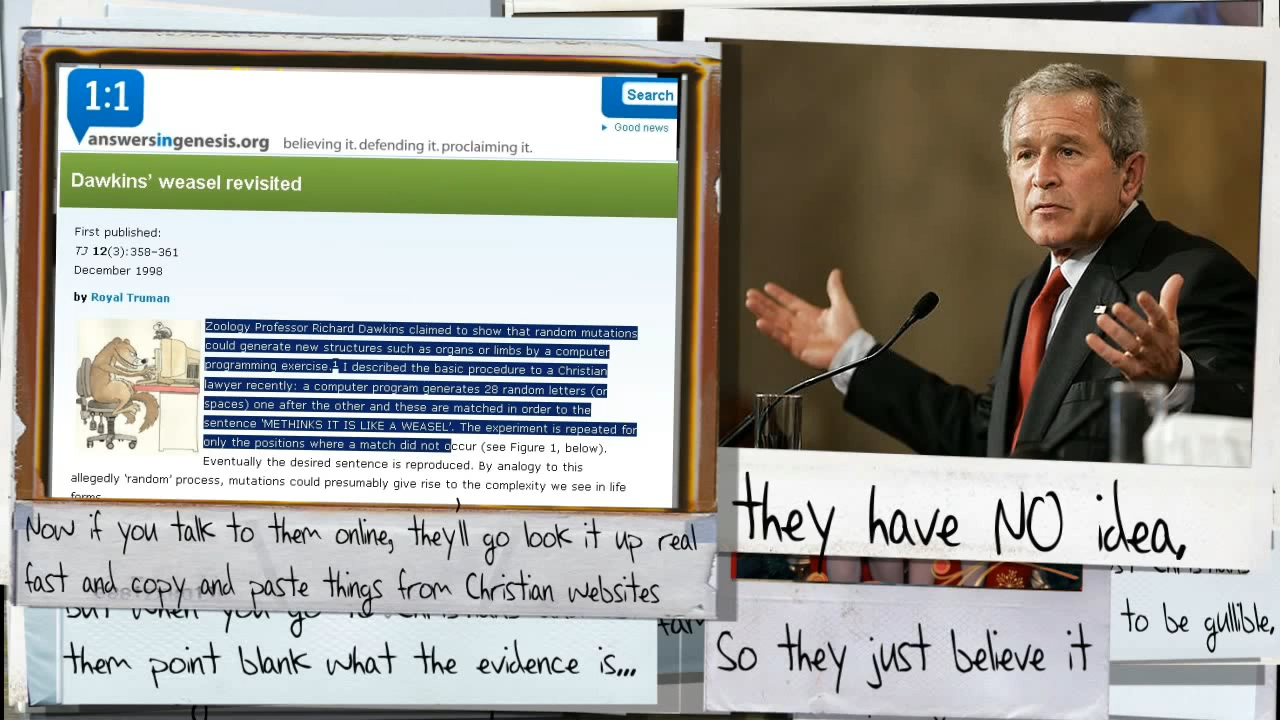 1:1
answersingenesis.org believing it. defending it. proclaiming it.
Search
Good news
Dawkins' weasel revisited
First published:
TJ 12(3):358–361
December 1998
by Royal Truman
Zoology Professor Richard Dawkins claimed to show that random mutations
could generate new structures such as organs or limbs by a computer
programming exercise.1 I described the basic procedure to a Christian
lawyer recently: a computer program generates 28 random letters (or
spaces) one after the other and these are matched in order to the
sentence 'METHINKS IT IS LIKE A WEASEL'. The experiment is repeated for
only the positions where a match did not occur (see Figure 1, below).
Eventually the desired sentence is reproduced. By analogy to this
allegedly 'random' process, mutations could presumably give rise to the complexity we see in life
forms.
Now if you talk to them online, they'll go look it up real
fast and copy and paste things from Christian websites
but when you go
them point blank what the evidence is...
they have NO idea,
So they just believe it
to be gullible,